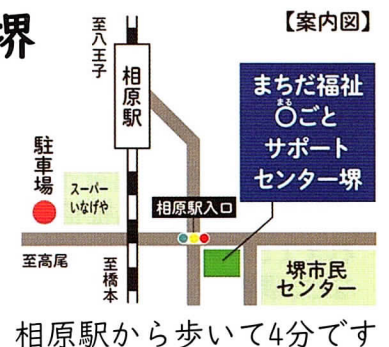 堺
【案内図】
至八王子
相原駅
まちだ福祉
〇ごと
まる
サポート
センター堺
駐車場
スーパー
いなげや
相原駅入口
至高尾
至橋本
堺市民
センター
相原駅から歩いて4分です